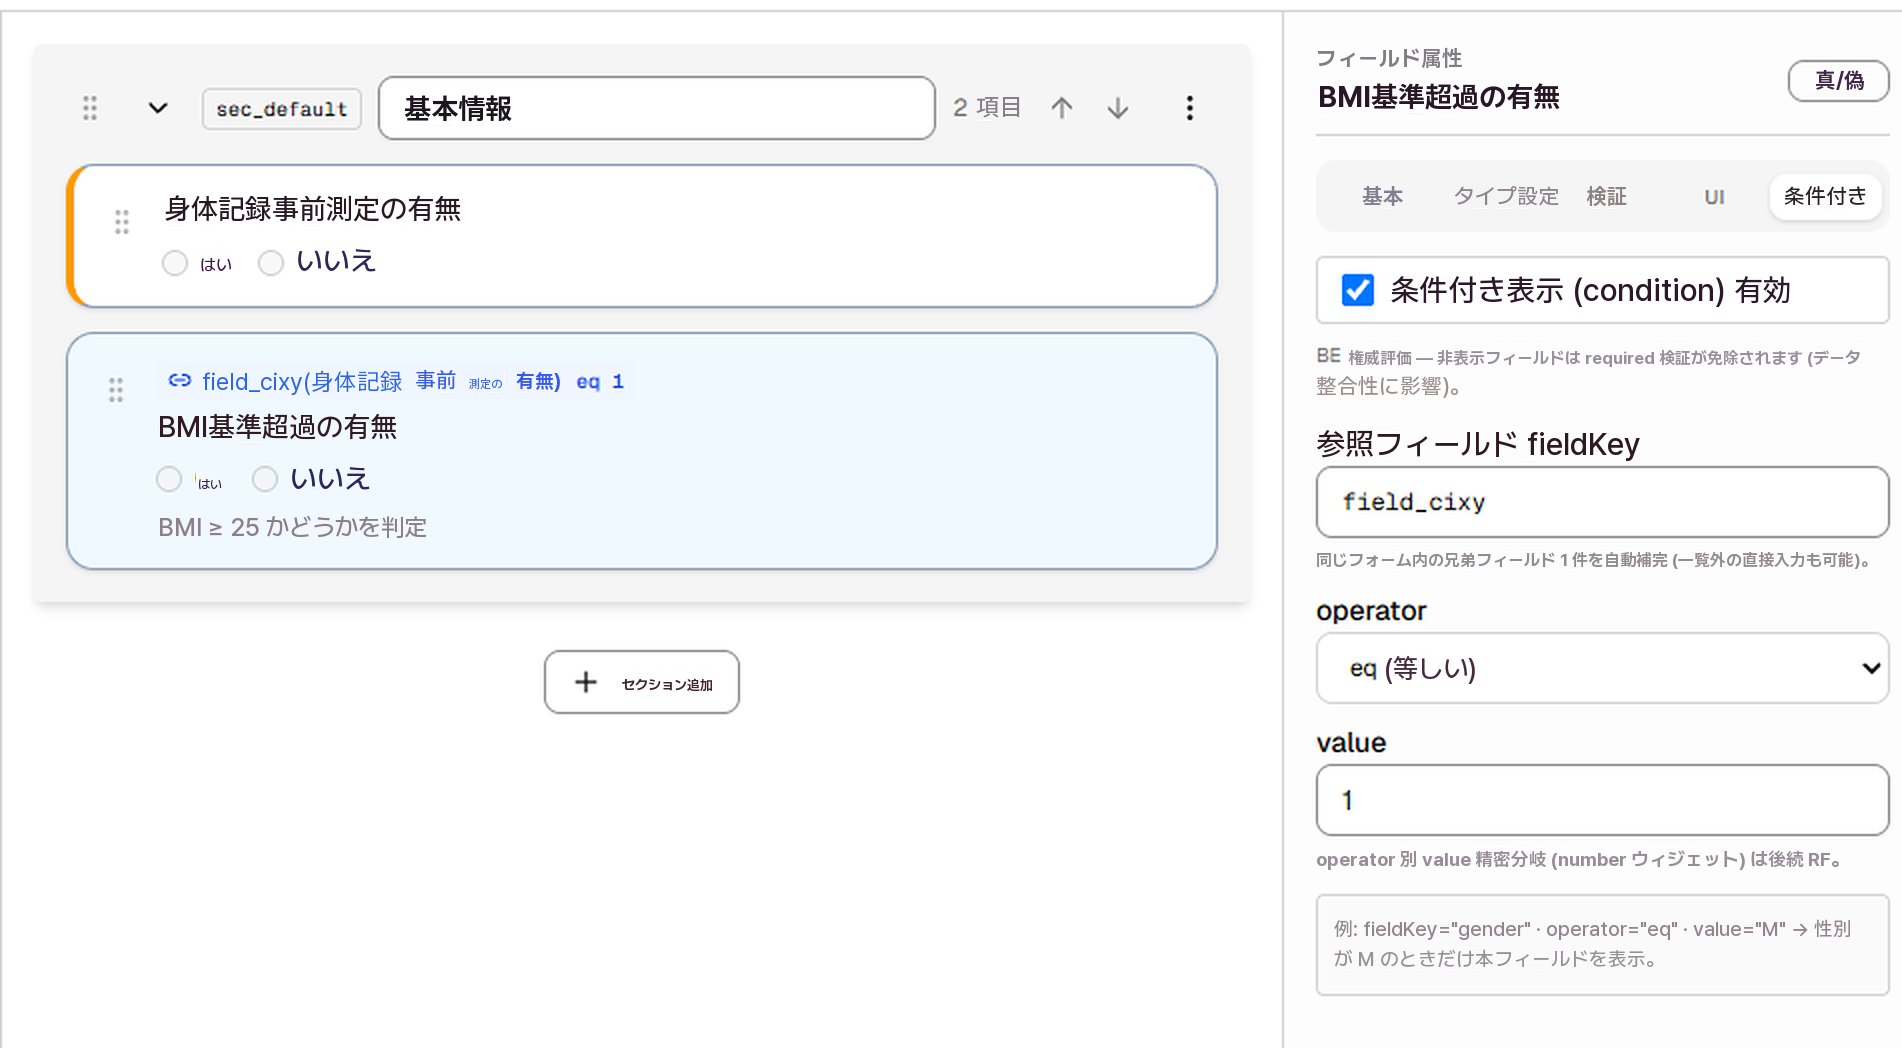 sec_default
基本情報
2 項目
身体記録事前測定の有無
はい
いいえ
field_cixy(身体記録 事前 測定の 有無) eq 1
BMI基準超過の有無
はい
いいえ
BMI ≥ 25 かどうかを判定
セクション追加
フィールド属性
BMI基準超過の有無
真/偽
基本 タイプ設定 検証 UI 条件付き
条件付き表示 (condition) 有効
BE 権威評価 — 非表示フィールドは required 検証が免除されます (データ
整合性に影響)。
参照フィールド fieldKey
field_cixy
同じフォーム内の兄弟フィールド 1 件を自動補完 (一覧外の直接入力も可能)。
operator
eq (等しい)
value
1
operator 別 value 精密分岐 (number ウィジェット) は後続 RF。
例: fieldKey="gender" · operator="eq" · value="M" → 性別
が M のときだけ本フィールドを表示。